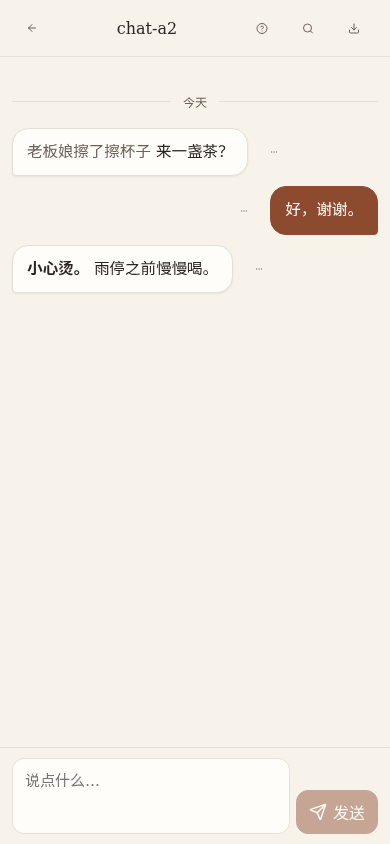 chat-a2
今天
老板娘擦了擦杯子 来一盏茶？
好，谢谢。
小心烫。 雨停之前慢慢喝。
说点什么…
发送